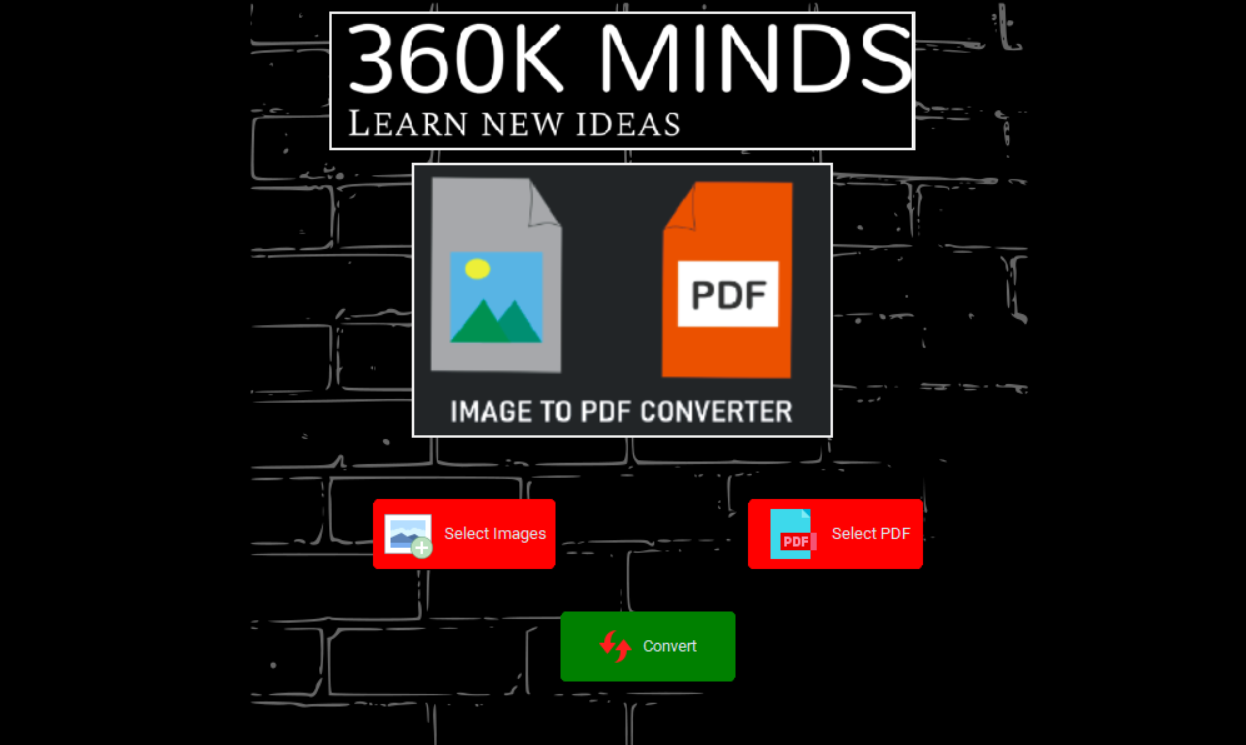 360K MINDS
LEARN NEW IDEAS
PDF
IMAGE TO PDF CONVERTER
Select Images
PDF
Select PDF
Convert